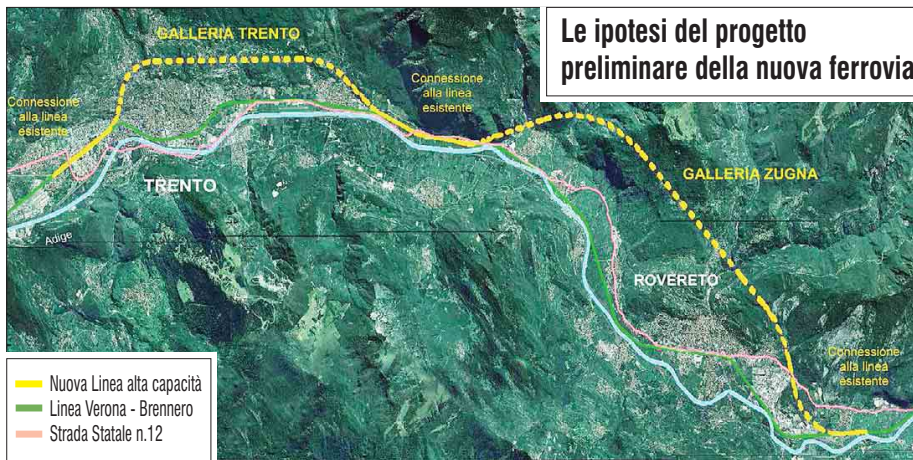 Le ipotesi del progetto
preliminare della nuova ferrovia
GALLERIA TRENTO
Connessione
alla linea
esistente
Connessione
alla linea
esistente
TRENTO
Adige
GALLERIA ZUGNA
ROVERETO
Connessione
alla linea
esistente
Nuova Linea alta capacità
Linea Verona - Brennero
Strada Statale n.12